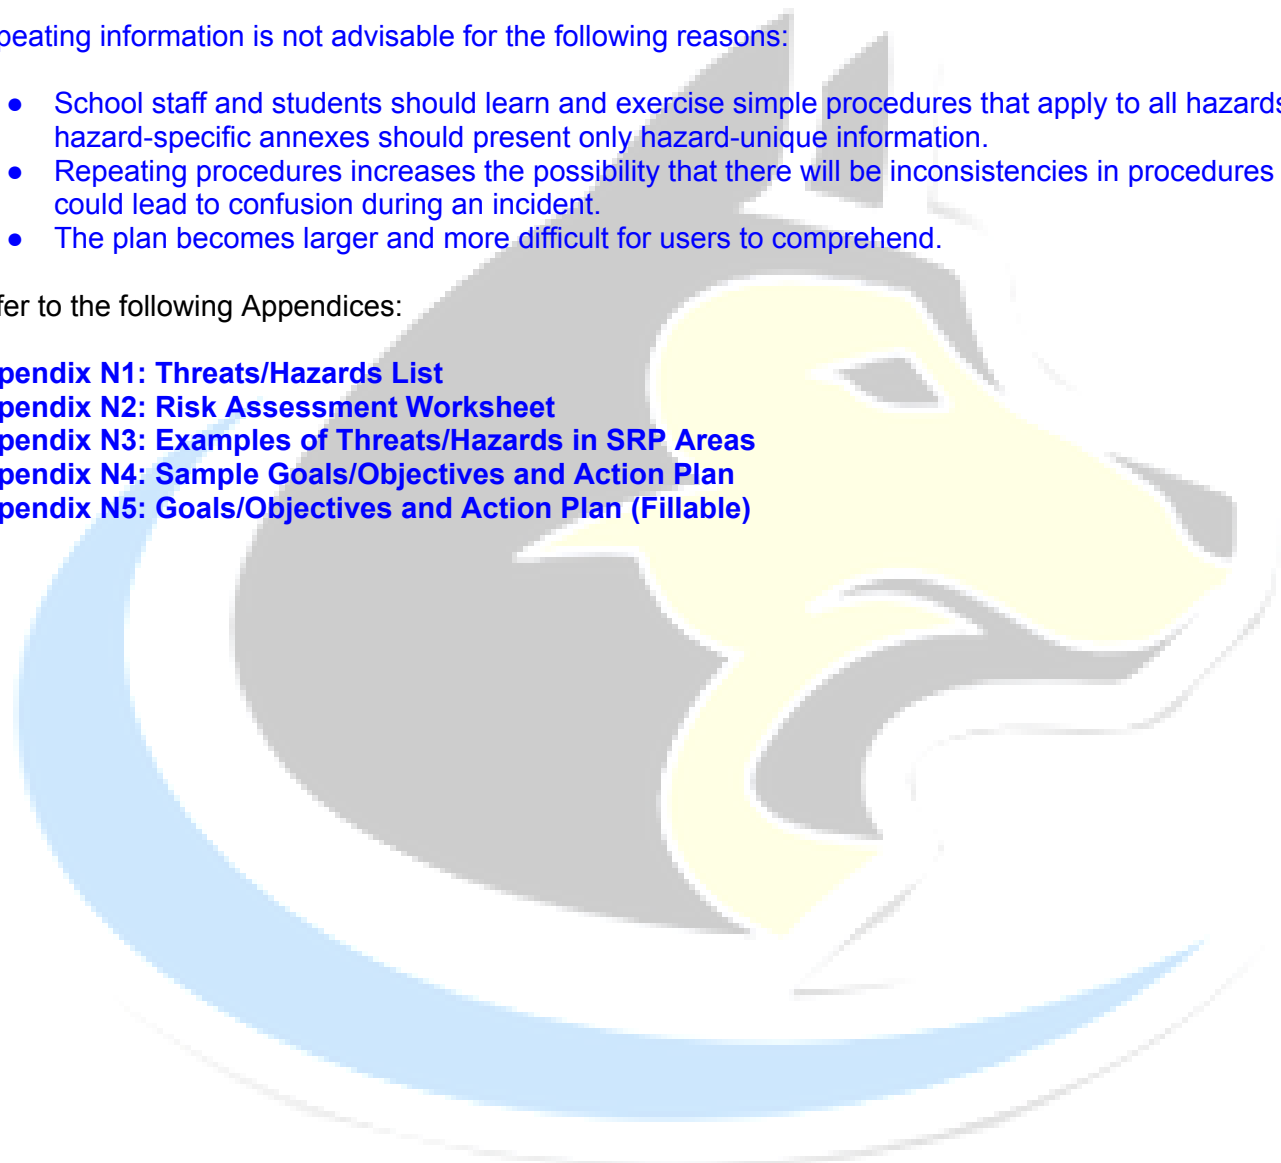 peating information is not advisable for the following reasons:
● School staff and students should learn and exercise simple procedures that apply to all hazards
hazard-specific annexes should present only hazard-unique information.
● Repeating procedures increases the possibility that there will be inconsistencies in procedures
could lead to confusion during an incident.
● The plan becomes larger and more difficult for users to comprehend.
fer to the following Appendices:
pendix N1: Threats/Hazards List
pendix N2: Risk Assessment Worksheet
pendix N3: Examples of Threats/Hazards in SRP Areas
pendix N4: Sample Goals/Objectives and Action Plan
pendix N5: Goals/Objectives and Action Plan (Fillable)